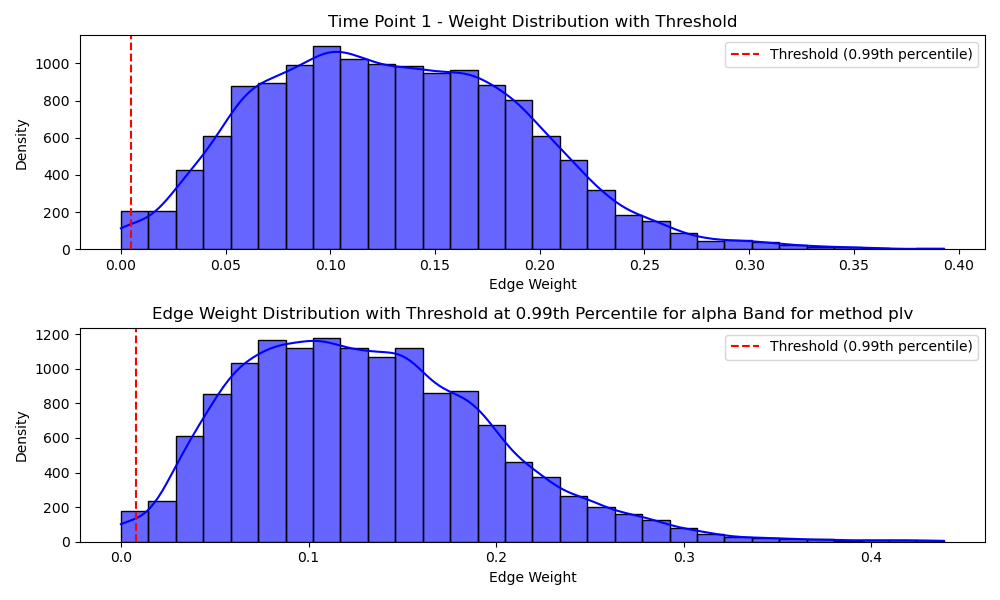 Time Point 1 - Weight Distribution with Threshold
Threshold (0.99th percentile)
Density
1000
800
600
400
200
0
0.00 0.05 0.10 0.15 0.20 0.25 0.30 0.35 0.40
Edge Weight
Edge Weight Distribution with Threshold at 0.99th Percentile for alpha Band for method plv
Threshold (0.99th percentile)
Density
1200
1000
800
600
400
200
0
0.0 0.1 0.2 0.3 0.4
Edge Weight